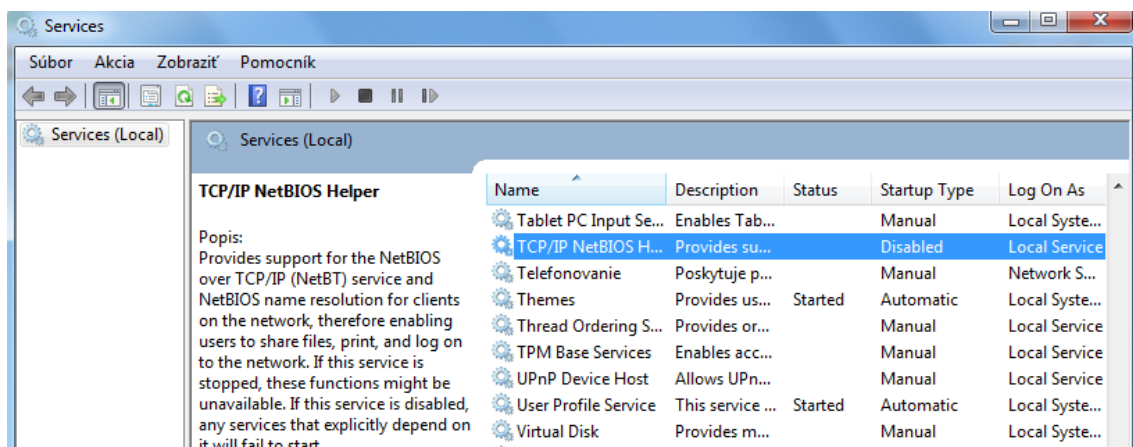 Services
Súbor Akcia Zobraziť Pomocník
Services (Local)
Services (Local)
TCP/IP NetBIOS Helper
Popis:
Provides support for the NetBIOS
over TCP/IP (NetBT) service and
NetBIOS name resolution for clients
on the network, therefore enabling
users to share files, print, and log on
to the network. If this service is
stopped, these functions might be
unavailable. If this service is disabled,
any services that explicitly depend on
it will fail to start.
Name Description Status Startup Type Log On As
Tablet PC Input Se... Enables Tab... Manual Local Syste...
TCP/IP NetBIOS H... Provides su... Disabled Local Service
Telefonovanie Poskytuje p... Manual Network S...
Themes Provides us... Started Automatic Local Syste...
Thread Ordering S... Provides or... Manual Local Service
TPM Base Services Enables acc... Manual Local Service
UPnP Device Host Allows UPn... Manual Local Service
User Profile Service This service ... Started Automatic Local Syste...
Virtual Disk Provides m... Manual Local Syste...